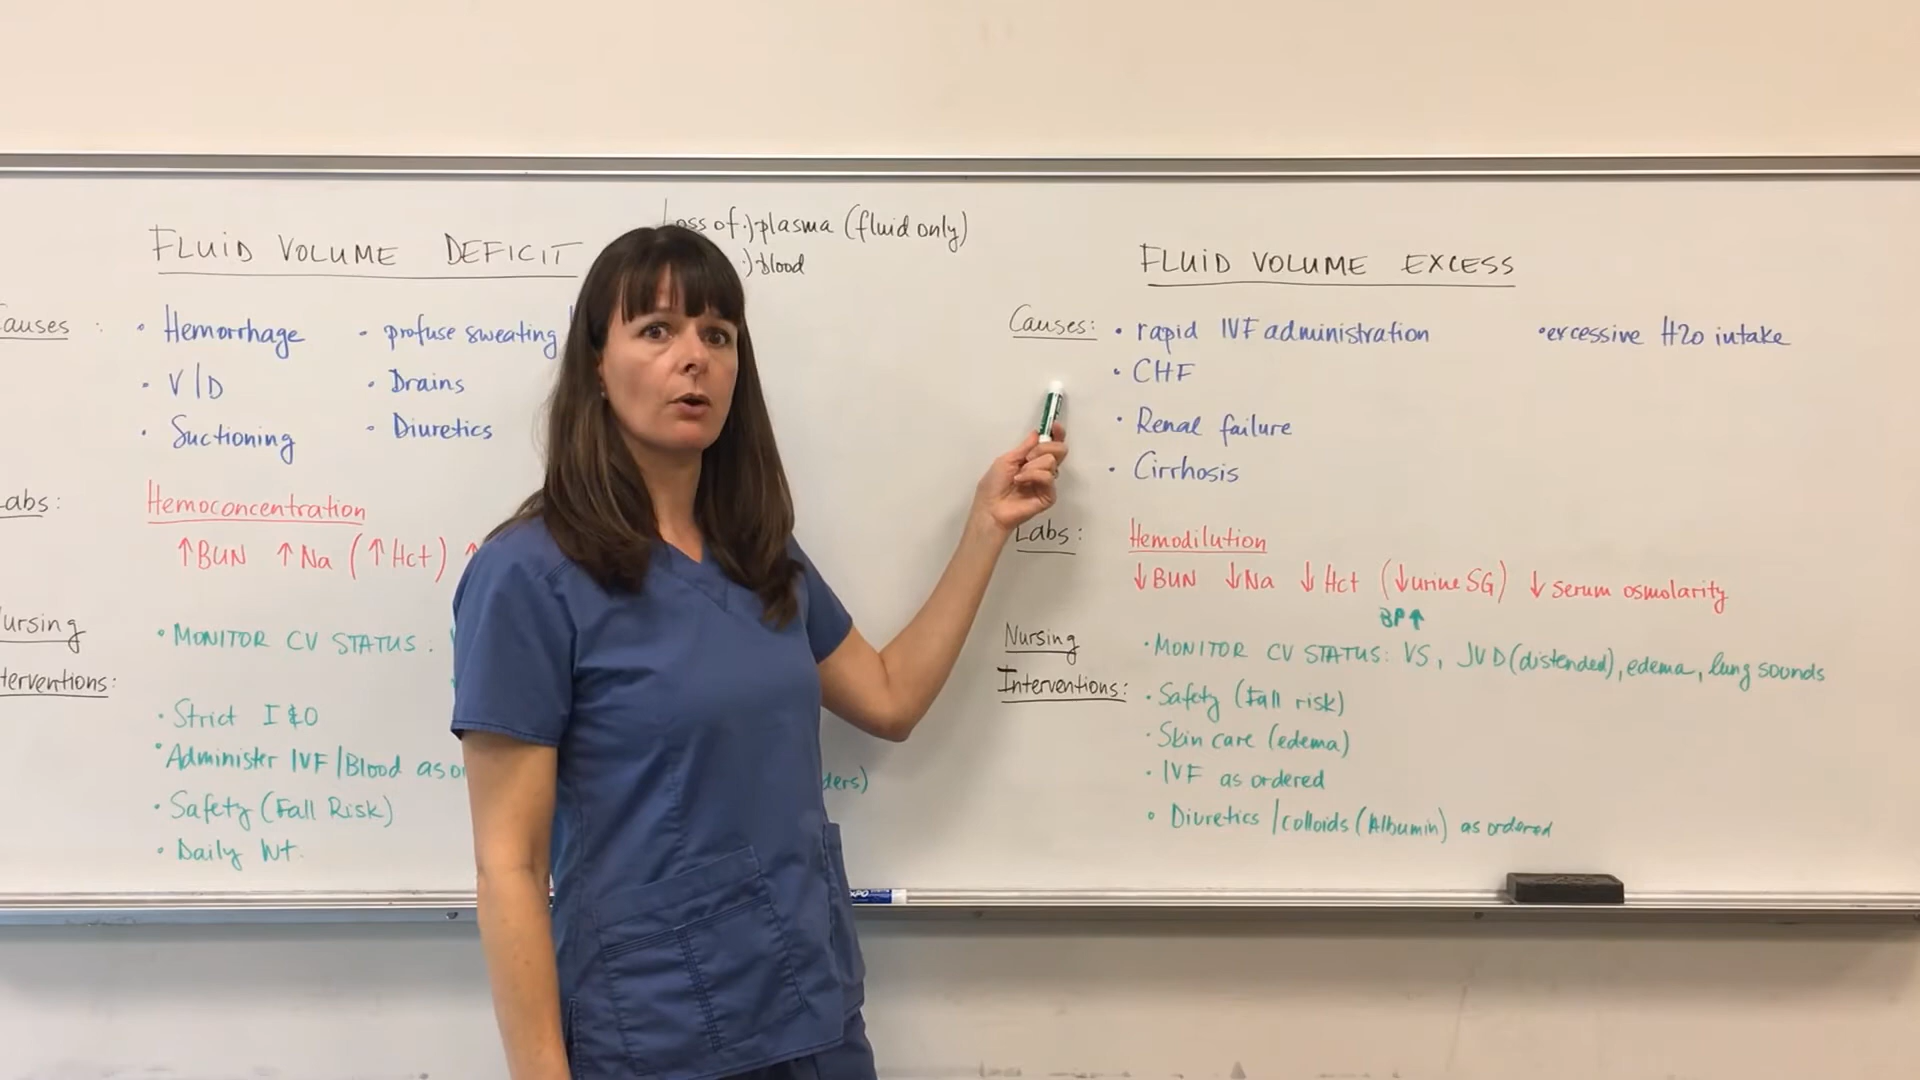 FLUID VOLUME DEFICIT
Loss of :) plasma (fluid only)
:) blood
Causes :
• Hemorrhage
• profuse sweating
• V/D
• Drains
• Suctioning
• Diuretics
Labs:
Hemoconcentration
↑BUN ↑Na (↑Hct) ↑
Nursing
Interventions:
• MONITOR CV STATUS :
• Strict I&O
• Administer IVF/Blood as
ders)
• Safety (Fall Risk)
• Daily Wt.
FLUID VOLUME EXCESS
Causes:
• rapid IVF administration
• excessive H2o intake
• CHF
• Renal failure
• Cirrhosis
Labs:
Hemodilution
↓BUN ↓Na ↓Hct (↓urine SG) ↓ serum osmolarity
BP↑
Nursing
Interventions:
• MONITOR CV STATUS: VS, JVD (distended), edema, lung sounds
• Safety (Fall risk)
• Skin care (edema)
• IVF as ordered
• Diuretics /colloids (Albumin) as ordered
EXPO